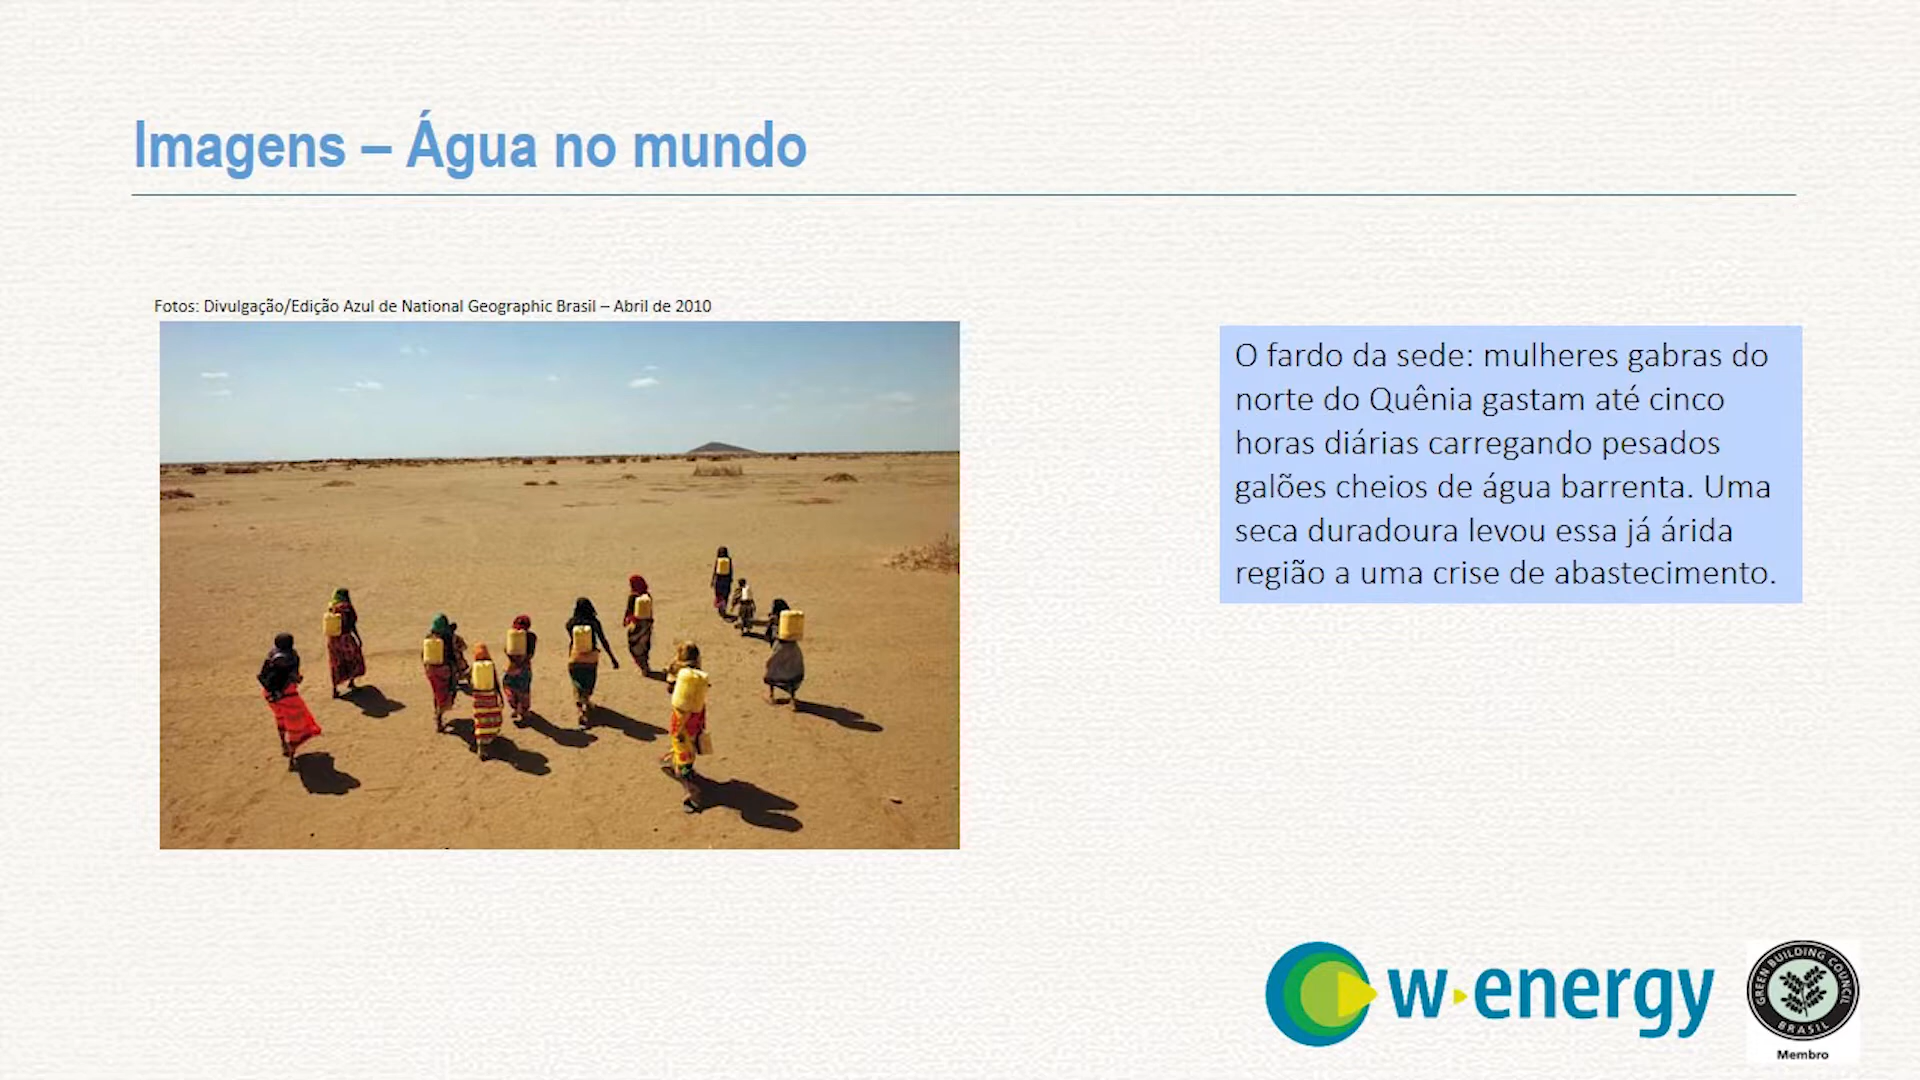 Imagens – Água no mundo
Fotos: Divulgação/Edição Azul de National Geographic Brasil – Abril de 2010
O fardo da sede: mulheres gabras do
norte do Quênia gastam até cinco
horas diárias carregando pesados
galões cheios de água barrenta. Uma
seca duradoura levou essa já árida
região a uma crise de abastecimento.
w energy
GREEN BUILDING COUNCIL
BRASIL
Membro